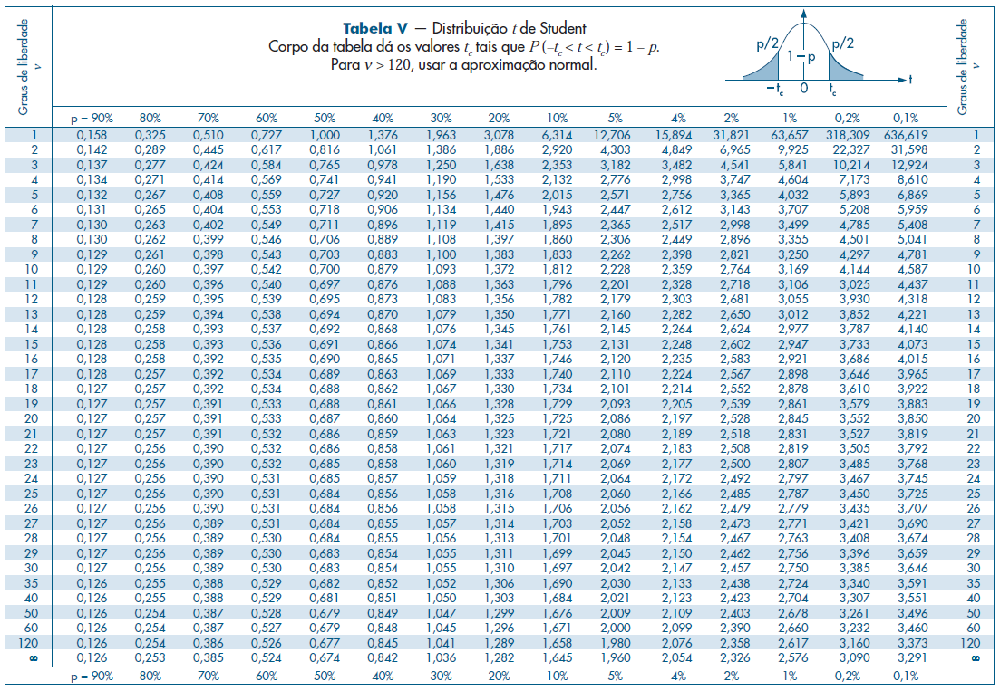 Tabela V — Distribuição t de Student
Corpo da tabela dá os valores tc tais que P (–tc < t < tc) = 1 – p.
Para ν > 120, usar a aproximação normal.
p/2 p/2
1 – p
–tc 0 tc t
Graus de liberdade ν p = 90% 80% 70% 60% 50% 40% 30% 20% 10% 5% 4% 2% 1% 0,2% 0,1% Graus de liberdade ν
1 0,158 0,325 0,510 0,727 1,000 1,376 1,963 3,078 6,314 12,706 15,894 31,821 63,657 318,309 636,619 1
2 0,142 0,289 0,445 0,617 0,816 1,061 1,386 1,886 2,920 4,303 4,849 6,965 9,925 22,327 31,598 2
3 0,137 0,277 0,424 0,584 0,765 0,978 1,250 1,638 2,353 3,182 3,482 4,541 5,841 10,214 12,924 3
4 0,134 0,271 0,414 0,569 0,741 0,941 1,190 1,533 2,132 2,776 2,998 3,747 4,604 7,173 8,610 4
5 0,132 0,267 0,408 0,559 0,727 0,920 1,156 1,476 2,015 2,571 2,756 3,365 4,032 5,893 6,869 5
6 0,131 0,265 0,404 0,553 0,718 0,906 1,134 1,440 1,943 2,447 2,612 3,143 3,707 5,208 5,959 6
7 0,130 0,263 0,402 0,549 0,711 0,896 1,119 1,415 1,895 2,365 2,517 2,998 3,499 4,785 5,408 7
8 0,130 0,262 0,399 0,546 0,706 0,889 1,108 1,397 1,860 2,306 2,449 2,896 3,355 4,501 5,041 8
9 0,129 0,261 0,398 0,543 0,703 0,883 1,100 1,383 1,833 2,262 2,398 2,821 3,250 4,297 4,781 9
10 0,129 0,260 0,397 0,542 0,700 0,879 1,093 1,372 1,812 2,228 2,359 2,764 3,169 4,144 4,587 10
11 0,129 0,260 0,396 0,540 0,697 0,876 1,088 1,363 1,796 2,201 2,328 2,718 3,106 3,025 4,437 11
12 0,128 0,259 0,395 0,539 0,695 0,873 1,083 1,356 1,782 2,179 2,303 2,681 3,055 3,930 4,318 12
13 0,128 0,259 0,394 0,538 0,694 0,870 1,079 1,350 1,771 2,160 2,282 2,650 3,012 3,852 4,221 13
14 0,128 0,258 0,393 0,537 0,692 0,868 1,076 1,345 1,761 2,145 2,264 2,624 2,977 3,787 4,140 14
15 0,128 0,258 0,393 0,536 0,691 0,866 1,074 1,341 1,753 2,131 2,248 2,602 2,947 3,733 4,073 15
16 0,128 0,258 0,392 0,535 0,690 0,865 1,071 1,337 1,746 2,120 2,235 2,583 2,921 3,686 4,015 16
17 0,128 0,257 0,392 0,534 0,689 0,863 1,069 1,333 1,740 2,110 2,224 2,567 2,898 3,646 3,965 17
18 0,127 0,257 0,392 0,534 0,688 0,862 1,067 1,330 1,734 2,101 2,214 2,552 2,878 3,610 3,922 18
19 0,127 0,257 0,391 0,533 0,688 0,861 1,066 1,328 1,729 2,093 2,205 2,539 2,861 3,579 3,883 19
20 0,127 0,257 0,391 0,533 0,687 0,860 1,064 1,325 1,725 2,086 2,197 2,528 2,845 3,552 3,850 20
21 0,127 0,257 0,391 0,532 0,686 0,859 1,063 1,323 1,721 2,080 2,189 2,518 2,831 3,527 3,819 21
22 0,127 0,256 0,390 0,532 0,686 0,858 1,061 1,321 1,717 2,074 2,183 2,508 2,819 3,505 3,792 22
23 0,127 0,256 0,390 0,532 0,685 0,858 1,060 1,319 1,714 2,069 2,177 2,500 2,807 3,485 3,768 23
24 0,127 0,256 0,390 0,531 0,685 0,857 1,059 1,318 1,711 2,064 2,172 2,492 2,797 3,467 3,745 24
25 0,127 0,256 0,390 0,531 0,684 0,856 1,058 1,316 1,708 2,060 2,166 2,485 2,787 3,450 3,725 25
26 0,127 0,256 0,390 0,531 0,684 0,856 1,058 1,315 1,706 2,056 2,162 2,479 2,779 3,435 3,707 26
27 0,127 0,256 0,389 0,531 0,684 0,855 1,057 1,314 1,703 2,052 2,158 2,473 2,771 3,421 3,690 27
28 0,127 0,256 0,389 0,530 0,684 0,855 1,056 1,313 1,701 2,048 2,154 2,467 2,763 3,408 3,674 28
29 0,127 0,256 0,389 0,530 0,683 0,854 1,055 1,311 1,699 2,045 2,150 2,462 2,756 3,396 3,659 29
30 0,127 0,256 0,389 0,530 0,683 0,854 1,055 1,310 1,697 2,042 2,147 2,457 2,750 3,385 3,646 30
35 0,126 0,255 0,388 0,529 0,682 0,852 1,052 1,306 1,690 2,030 2,133 2,438 2,724 3,340 3,591 35
40 0,126 0,255 0,388 0,529 0,681 0,851 1,050 1,303 1,684 2,021 2,123 2,423 2,704 3,307 3,551 40
50 0,126 0,254 0,387 0,528 0,679 0,849 1,047 1,299 1,676 2,009 2,109 2,403 2,678 3,261 3,496 50
60 0,126 0,254 0,387 0,527 0,679 0,848 1,045 1,296 1,671 2,000 2,099 2,390 2,660 3,232 3,460 60
120 0,126 0,254 0,386 0,526 0,677 0,845 1,041 1,289 1,658 1,980 2,076 2,358 2,617 3,160 3,373 120
∞ 0,126 0,253 0,385 0,524 0,674 0,842 1,036 1,282 1,645 1,960 2,054 2,326 2,576 3,090 3,291 ∞
p = 90% 80% 70% 60% 50% 40% 30% 20% 10% 5% 4% 2% 1% 0,2% 0,1%